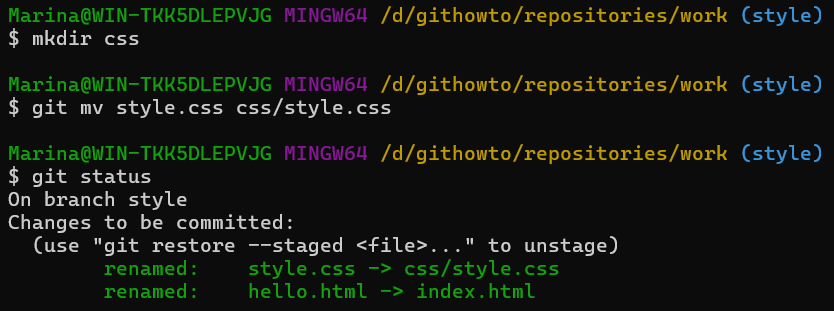 Marina@WIN-TKK5DLEPVJG MINGW64 /d/githowto/repositories/work (style)
$ mkdir css
Marina@WIN-TKK5DLEPVJG MINGW64 /d/githowto/repositories/work (style)
$ git mv style.css css/style.css
Marina@WIN-TKK5DLEPVJG MINGW64 /d/githowto/repositories/work (style)
$ git status
On branch style
Changes to be committed:
  (use "git restore --staged <file>..." to unstage)
        renamed:    style.css -> css/style.css
        renamed:    hello.html -> index.html